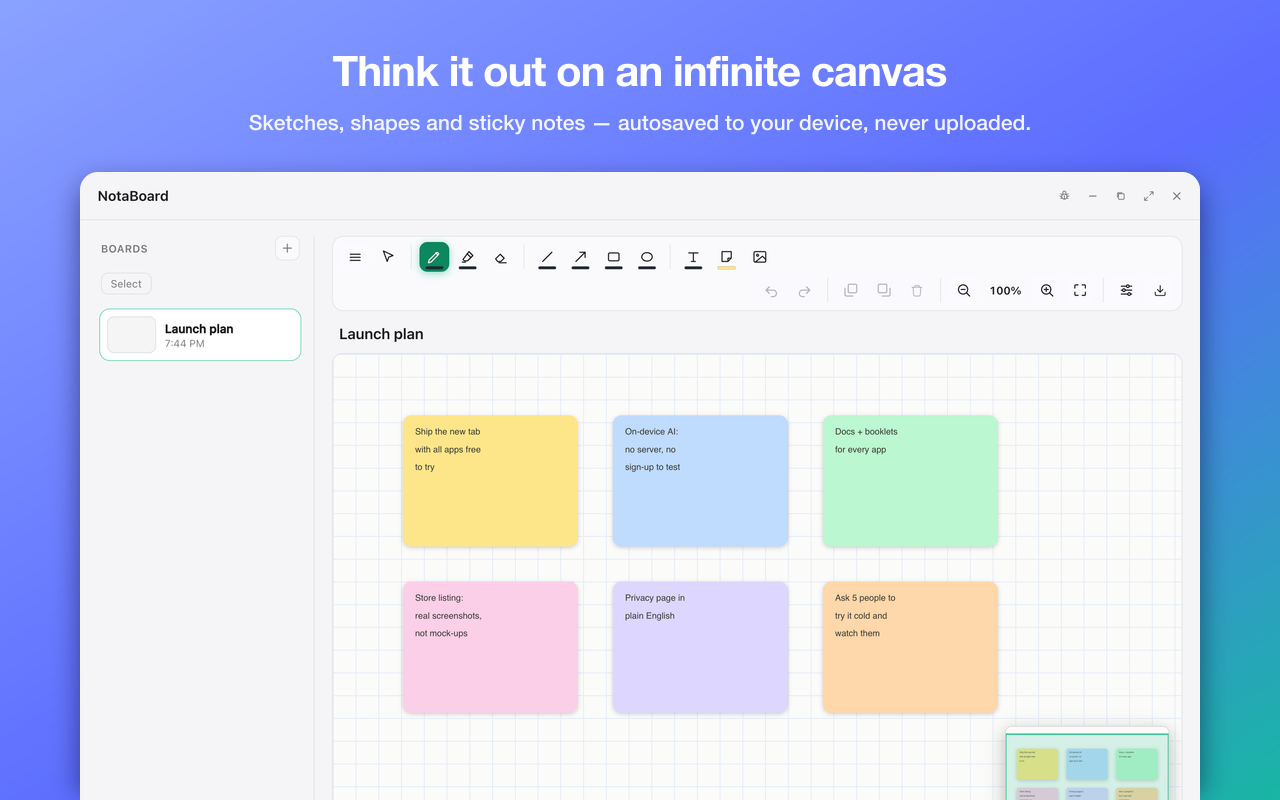 Think it out on an infinite canvas
Sketches, shapes and sticky notes — autosaved to your device, never uploaded.
NotaBoard
BOARDS
Select
Launch plan
7:44 PM
100%
Launch plan
Ship the new tab
with all apps free
to try
On-device AI:
no server, no
sign-up to test
Docs + booklets
for every app
Store listing:
real screenshots,
not mock-ups
Privacy page in
plain English
Ask 5 people to
try it cold and
watch them